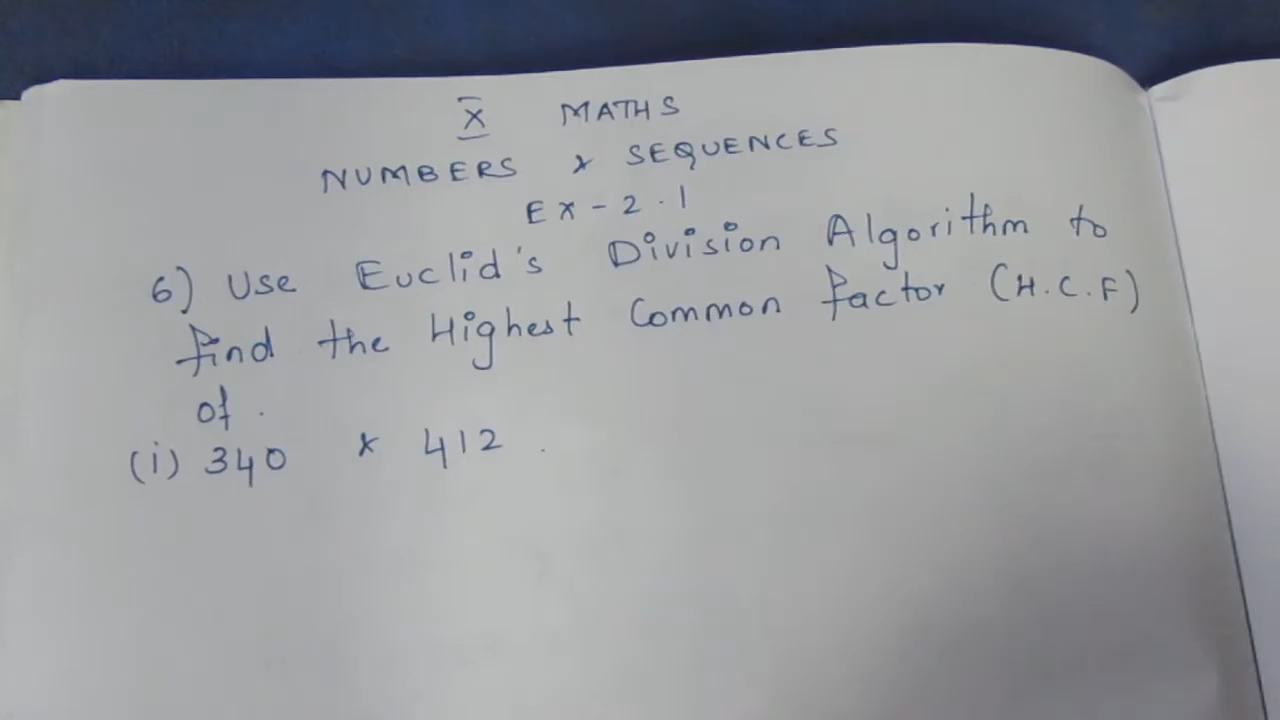 X MATHS
NUMBERS & SEQUENCES
EX-2.1
6) Use Euclid's Division Algorithm to
find the Highest Common factor (H.C.F)
of.
(i) 340 & 412.